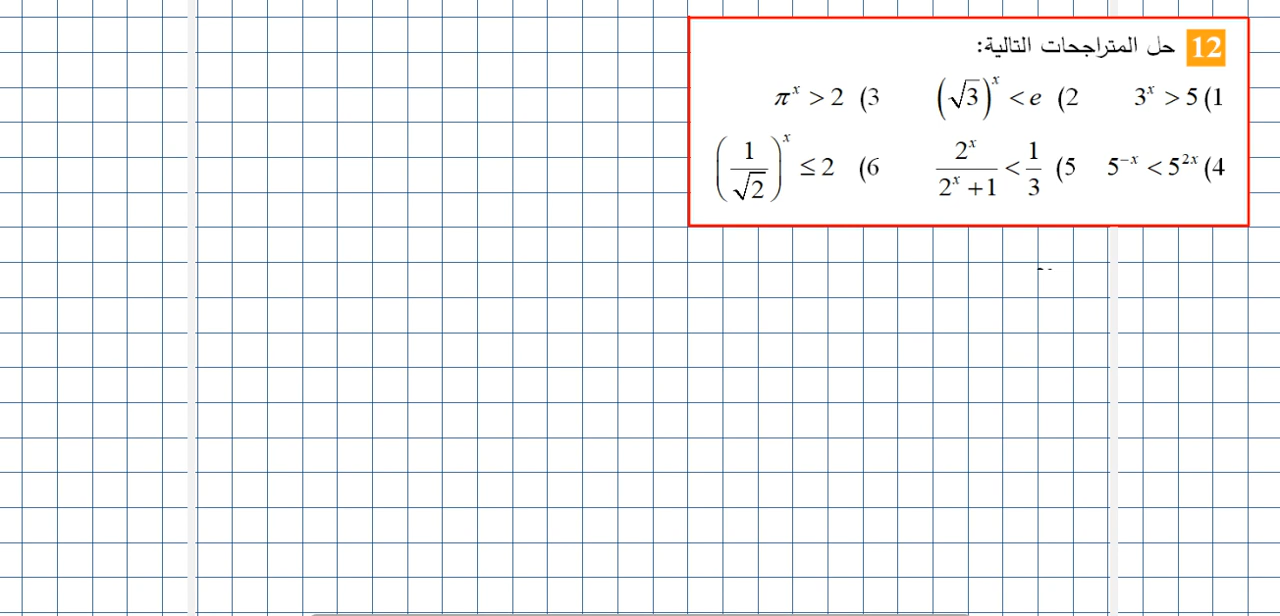 12 حل المتراجحات التالية:
1) 3^x > 5 2) (√3)^x < e 3) π^x > 2
4) 5^{-x} < 5^{2x} 5) 2^x / (2^x + 1) < 1/3 6) (1/√2)^x ≤ 2